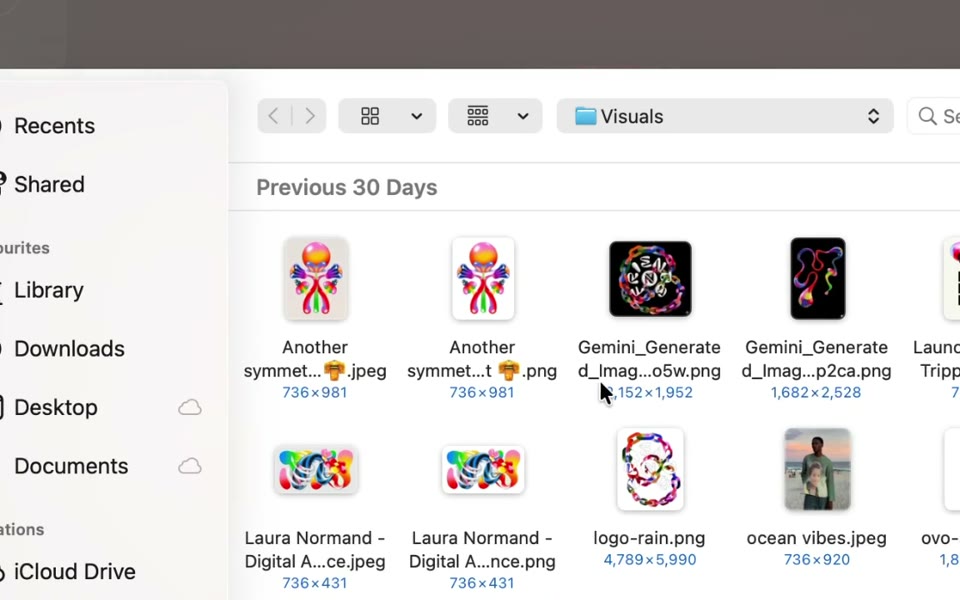 Visuals
Se
Recents
Shared
ourites
Library
Downloads
Desktop
Documents
ations
iCloud Drive
Previous 30 Days
Another symmet...t.jpeg
736×981
Another symmet...t.png
736×981
Gemini_Generate
d_Imag...o5w.png
,152×1,952
Gemini_Generate
d_Imag...p2ca.png
1,682×2,528
Launc
Tripp
7
Laura Normand -
Digital A...ce.jpeg
736×431
Laura Normand -
Digital A...nce.png
736×431
logo-rain.png
4,789×5,990
ocean vibes.jpeg
736×920
ovo-
1,8